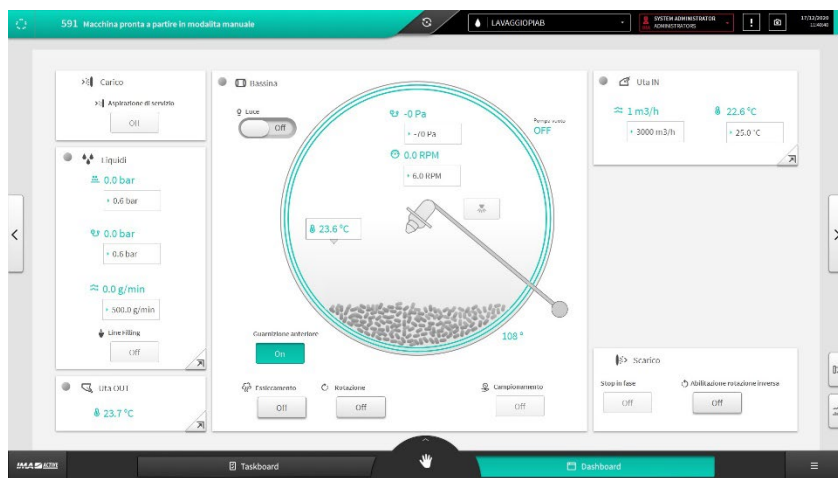 591 Macchina pronta a partire in modalita manuale
LAVAGGIOPIAB
SYSTEM ADMINISTRATOR
ADMINISTRATORS
17/12/2020
Carico
Aspirazione di servizio
Off
Liquidi
0.0 bar
0.6 bar
0.0 bar
0.6 bar
0.0 g/min
500.0 g/min
Line Filling
Off
Uta OUT
23.7 °C
Bassina
Luce
Off
-0 Pa
-70 Pa
0.0 RPM
6.0 RPM
Pompa vuoto
OFF
23.6 °C
108 °
Guarnizione anteriore
On
Essiccamento
Off
Rotazione
Off
Campionamento
Off
Uta IN
1 m3/h
22.6 °C
3000 m3/h
25.0 °C
Scarico
Stop in fase
Off
Abilitazione rotazione inversa
Off
IMA ACTIVE
Taskboard
Dashboard